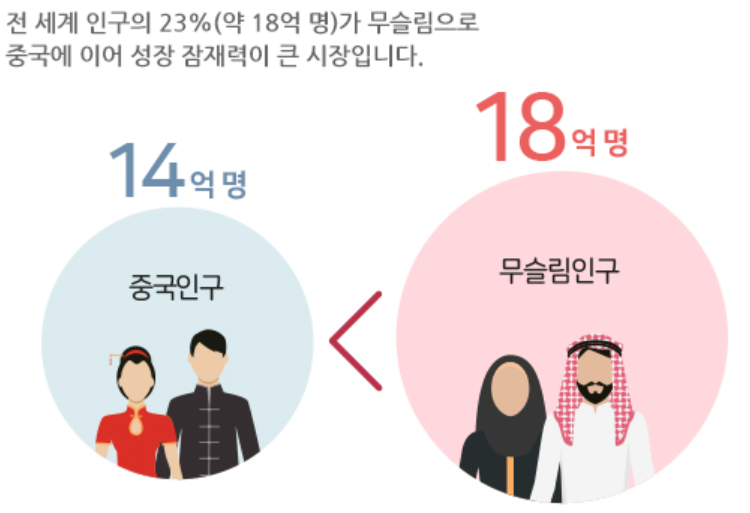 전 세계 인구의 23%(약 18억 명)가 무슬림으로
중국에 이어 성장 잠재력이 큰 시장입니다.
14억 명
18억 명
중국인구
무슬림인구